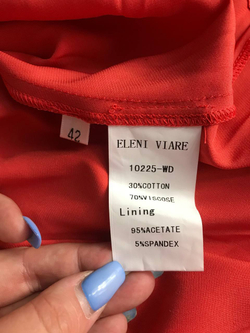 42
ELENI VIARE
10225-WD
30%COTTON
70%VISCOSE
Lining
95%ACETATE
5%SPANDEX